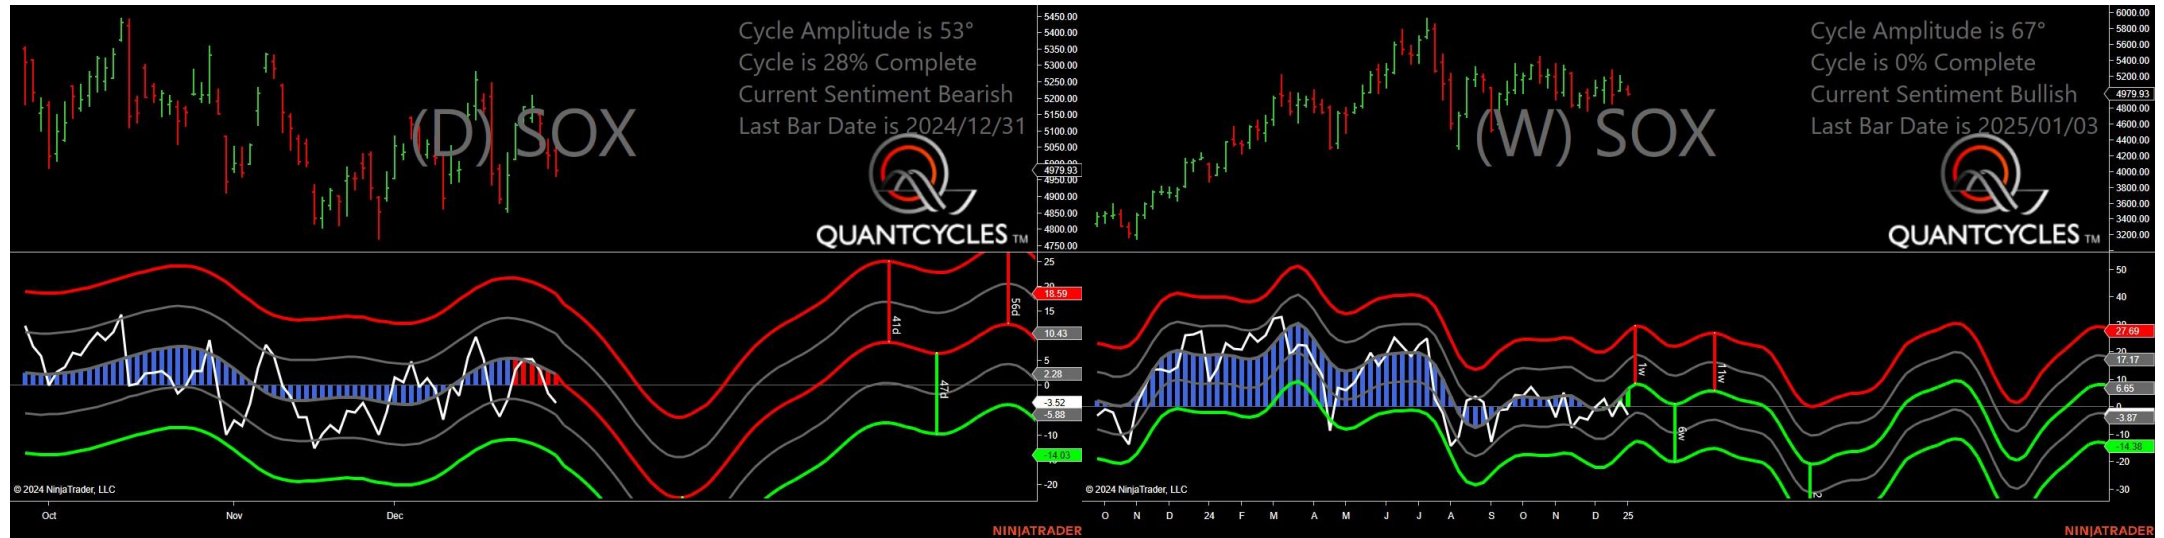 Cycle Amplitude is 53°
Cycle is 28% Complete
Current Sentiment Bearish
Last Bar Date is 2024/12/31
(D) SOX
QUANTCYCLES TM
5450.00
5400.00
5350.00
5300.00
5250.00
5200.00
5150.00
5100.00
5050.00
5000.00
4979.93
4950.00
4900.00
4850.00
4800.00
4750.00
25
20
18.59
15
10.43
5
2.28
0
-3.52
-5.88
-10
-14.03
-20
41d
47d
56d
© 2024 NinjaTrader, LLC
Oct Nov Dec
NINJATRADER
Cycle Amplitude is 67°
Cycle is 0% Complete
Current Sentiment Bullish
Last Bar Date is 2025/01/03
(W) SOX
QUANTCYCLES TM
6000.00
5800.00
5600.00
5400.00
5200.00
4979.93
4800.00
4600.00
4400.00
4200.00
4000.00
3800.00
3600.00
3400.00
3200.00
50
40
30
27.69
20
17.17
10
6.65
0
-3.87
-10
-14.38
-20
-30
1w
6w
11w
2
© 2024 NinjaTrader, LLC
O N D 24 F M A M J J A S O N D 25
NINJATRADER